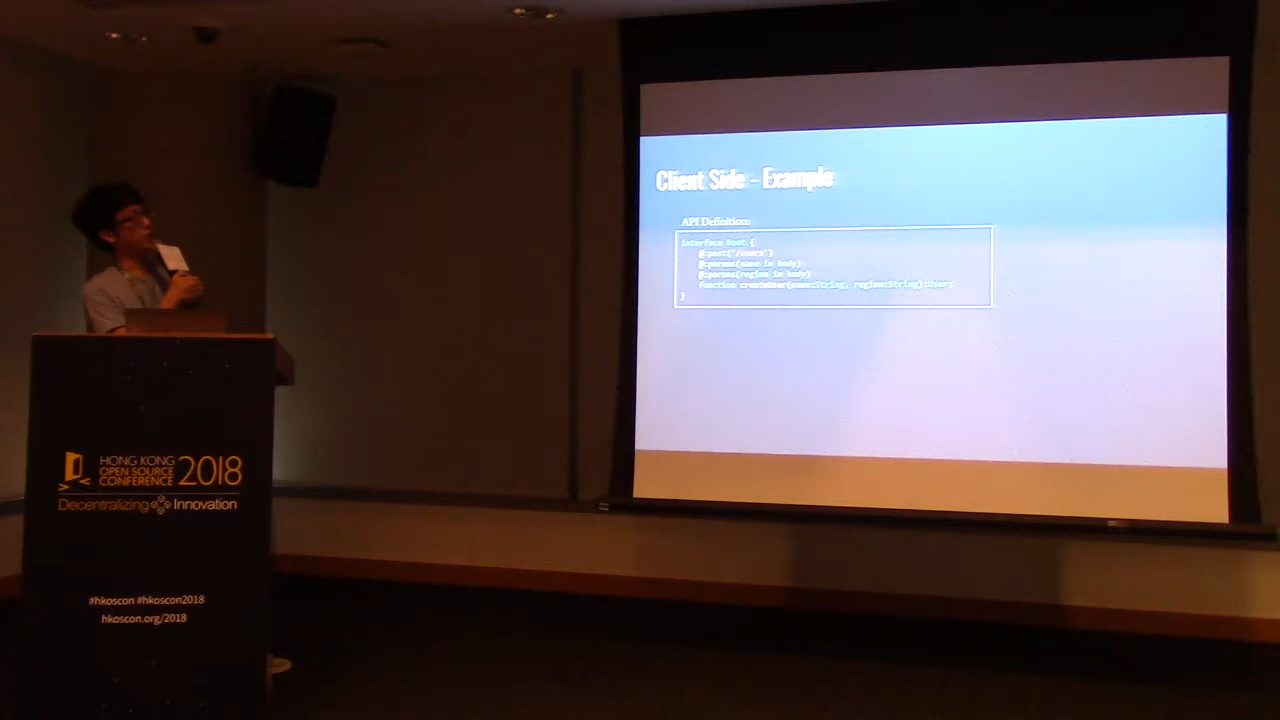 Client Side - Example
API Definition:
interface Root {
@:post('/users')
@:params(name in body)
@:params(region in body)
function createUser(name:String, region:String):User;
}
HONG KONG
OPEN SOURCE
CONFERENCE 2018
Decentralizing Innovation
#hkoscon #hkoscon2018
hkoscon.org/2018